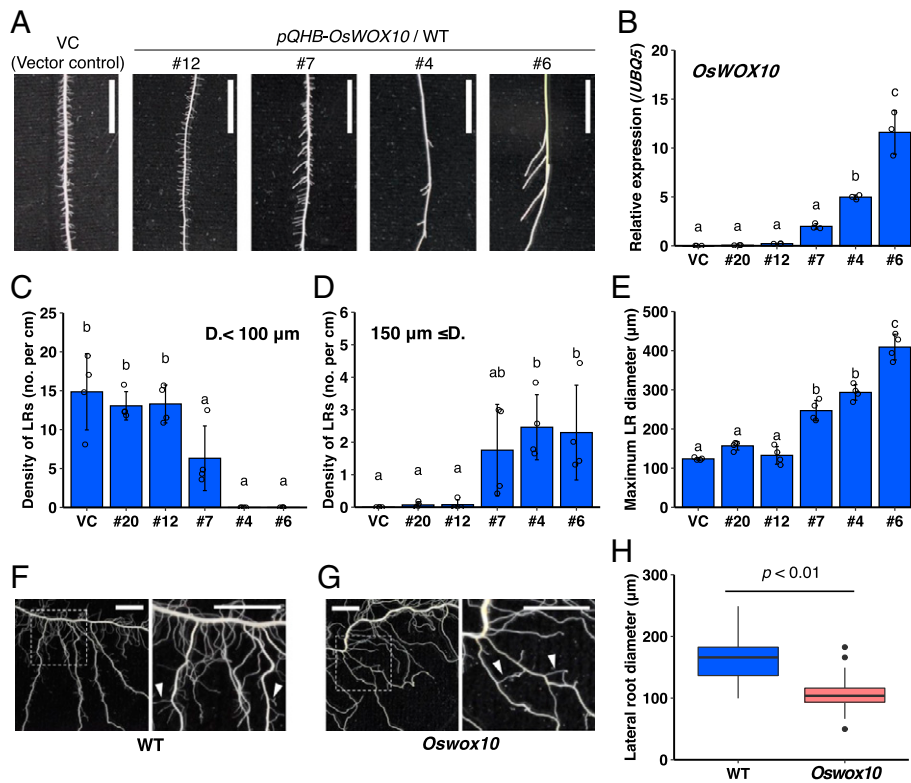 A
VC
(Vector control)
pQHB-OsWOX10 / WT
#12 #7 #4 #6
B
Relative expression (/UBQ5)
OsWOX10
20
15
10
5
0
a a a a b c
VC #20 #12 #7 #4 #6
C
Density of LRs (no. per cm)
D.< 100 µm
25
20
15
10
5
0
b b b a a a
VC #20 #12 #7 #4 #6
D
Density of LRs (no. per cm)
150 µm ≤D.
6
5
4
3
2
1
0
a a a ab b b
VC #20 #12 #7 #4 #6
E
Maximum LR diameter (µm)
500
400
300
200
100
0
a a a b b c
VC #20 #12 #7 #4 #6
F
WT
G
Oswox10
H
Lateral root diameter (µm)
p < 0.01
300
200
100
0
WT Oswox10